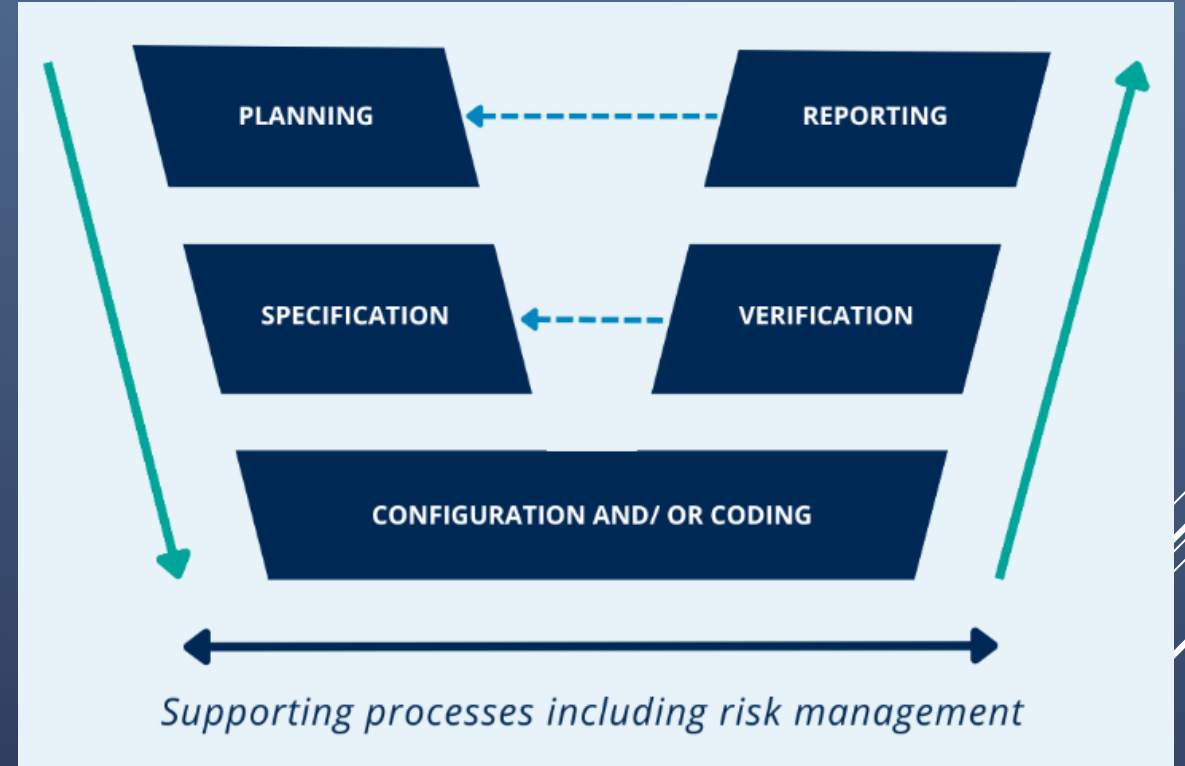 PLANNING
REPORTING
SPECIFICATION
VERIFICATION
CONFIGURATION AND/ OR CODING
Supporting processes including risk management